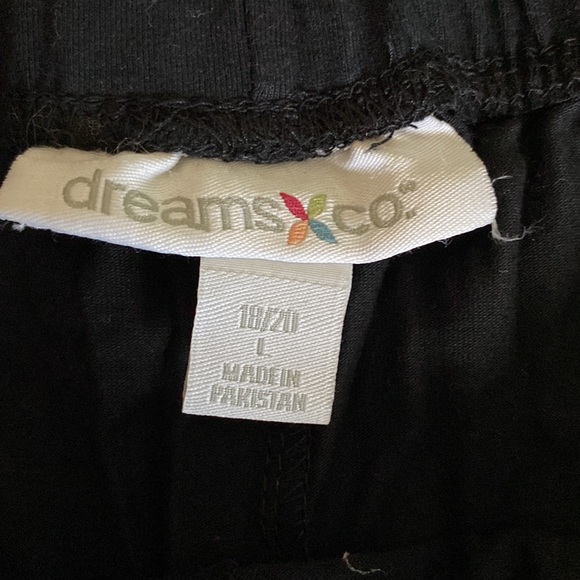 dreams co.
18/20
L
MADE IN
PAKISTAN